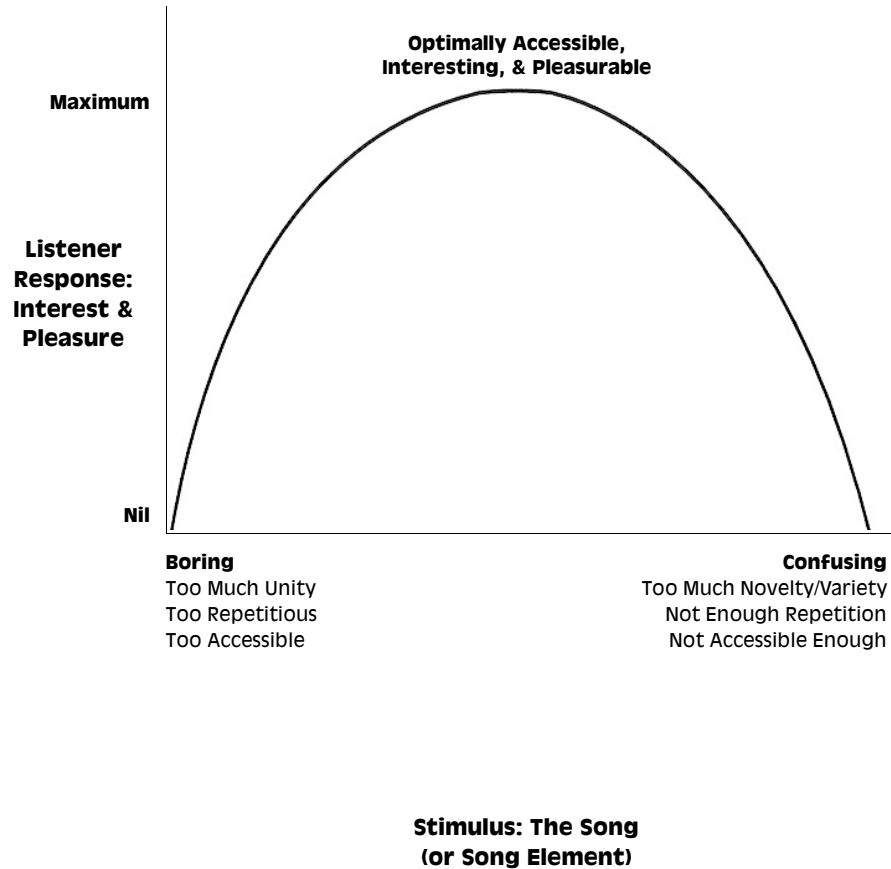 Optimally Accessible,
Interesting, & Pleasurable
Maximum
Listener
Response:
Interest &
Pleasure
Nil
Boring
Too Much Unity
Too Repetitious
Too Accessible
Confusing
Too Much Novelty/Variety
Not Enough Repetition
Not Accessible Enough
Stimulus: The Song
(or Song Element)